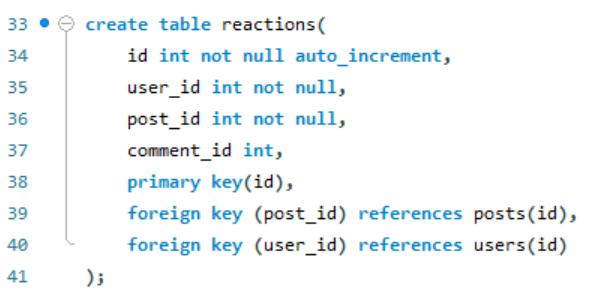 33 create table reactions(
34 id int not null auto_increment,
35 user_id int not null,
36 post_id int not null,
37 comment_id int,
38 primary key(id),
39 foreign key (post_id) references posts(id),
40 foreign key (user_id) references users(id)
41 );